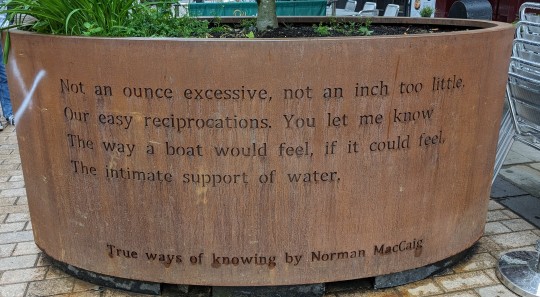 Not an ounce excessive, not an inch too little,
Our easy reciprocations. You let me know
The way a boat would feel, if it could feel,
The intimate support of water.
True ways of knowing by Norman MacCaig